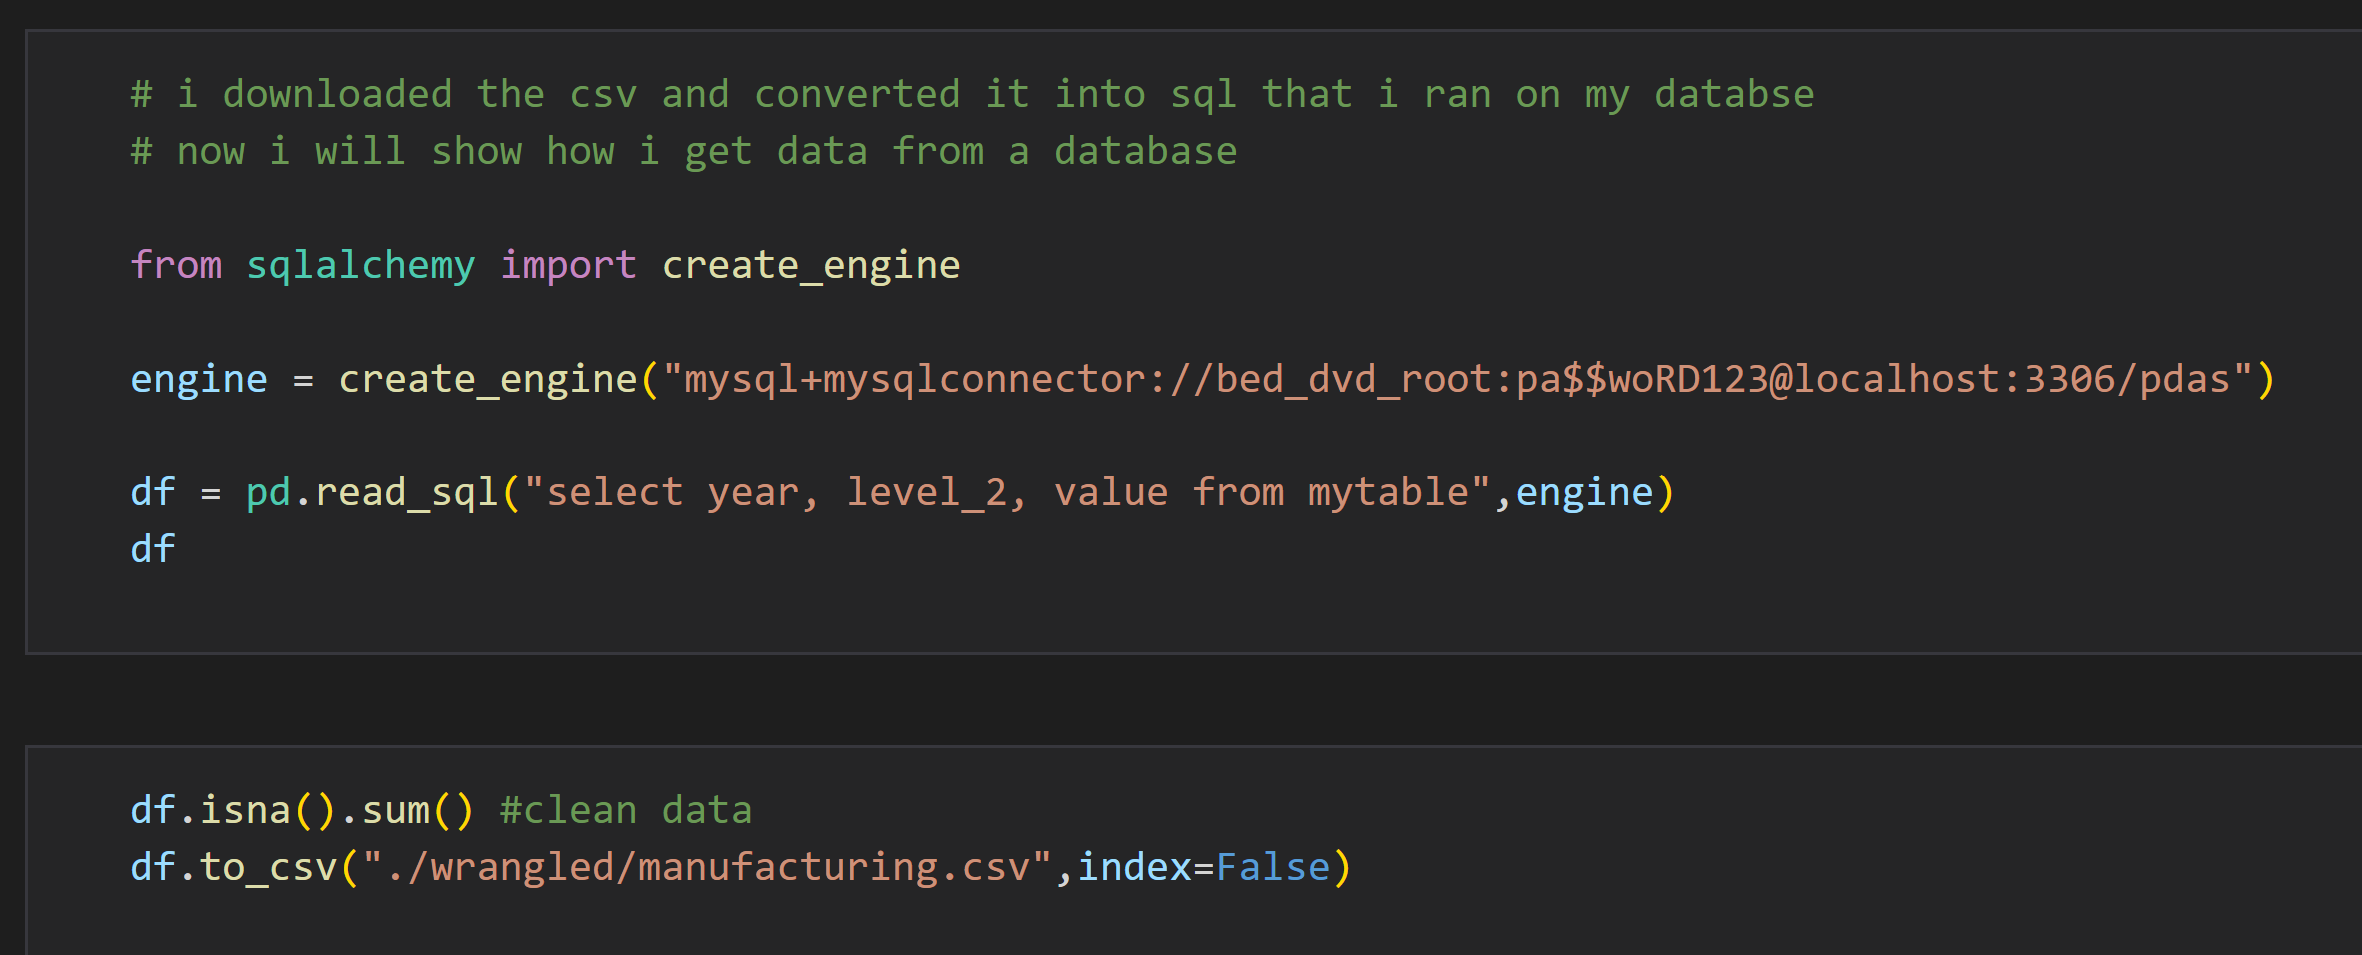 # i downloaded the csv and converted it into sql that i ran on my databse
# now i will show how i get data from a database
from sqlalchemy import create_engine
engine = create_engine("mysql+mysqlconnector://bed_dvd_root:pa$$woRD123@localhost:3306/pdas")
df = pd.read_sql("select year, level_2, value from mytable",engine)
df
df.isna().sum() #clean data
df.to_csv("./wrangled/manufacturing.csv",index=False)